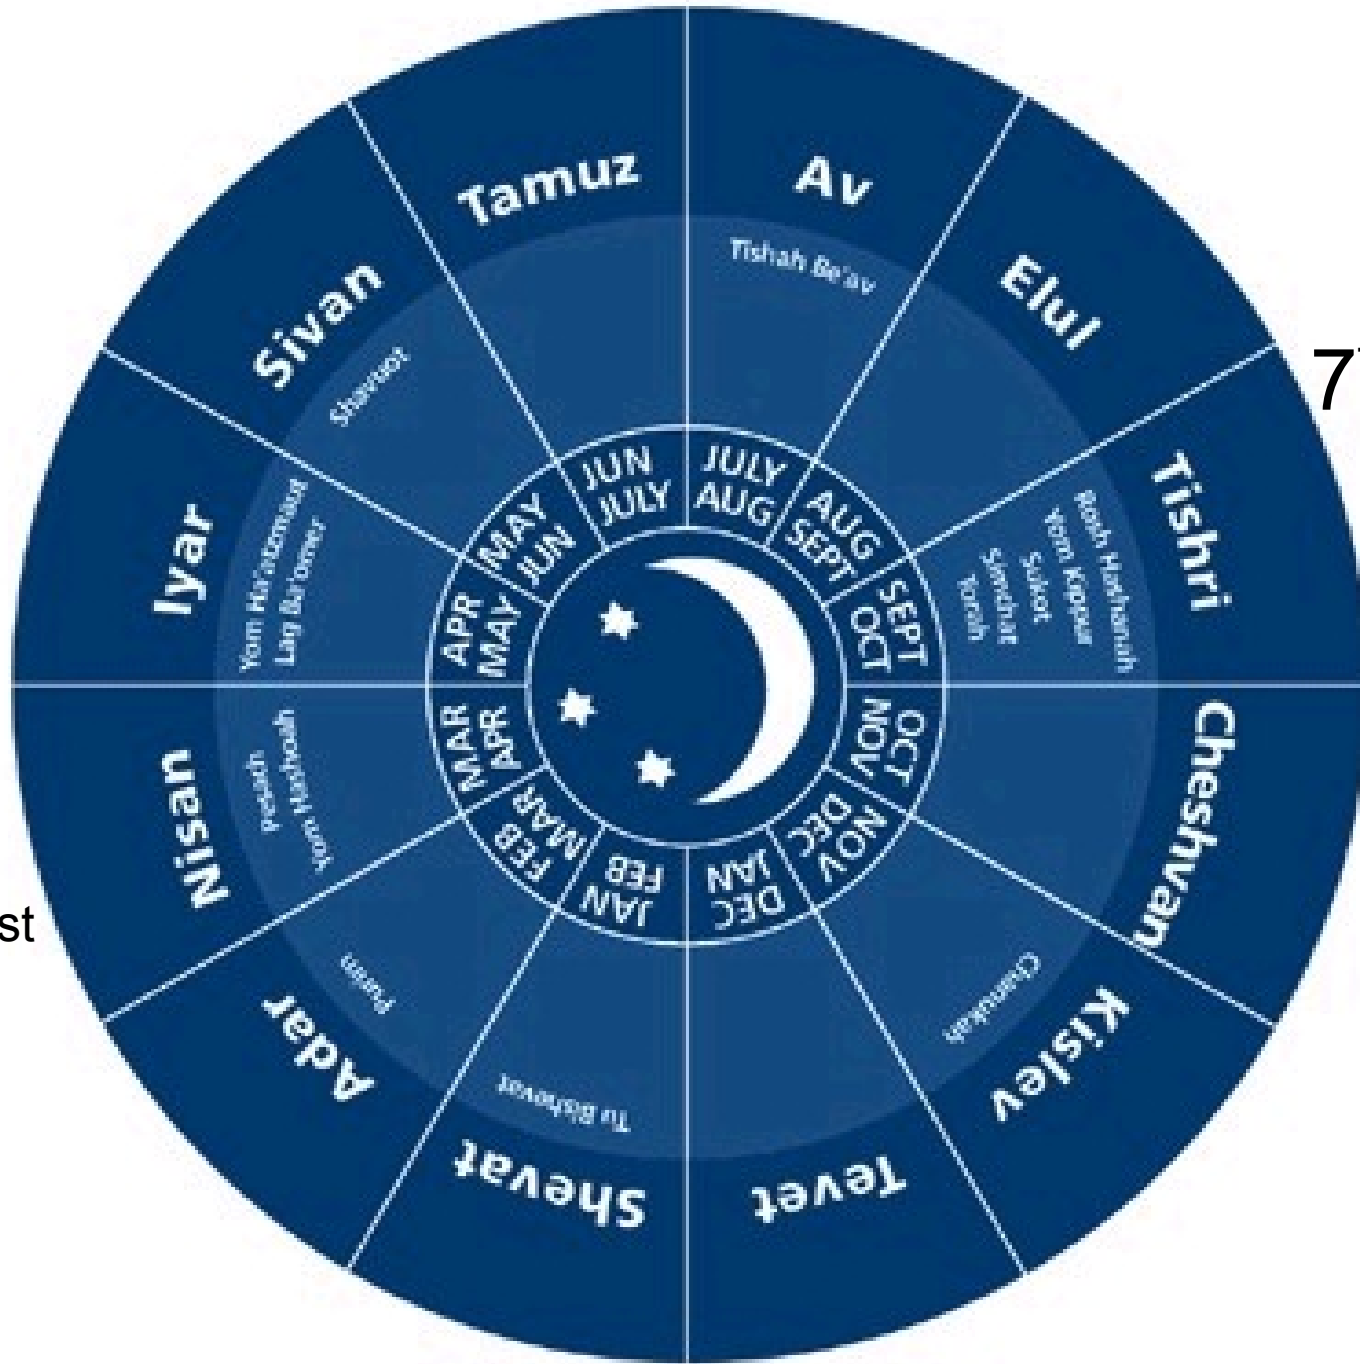 Tamuz
Av
Elul
Tishri
Cheshvan
Kislev
Tevet
Shevat
Adar
Nisan
Iyar
Sivan
Tishah Be'av
Rosh Hashanah
Yom Kippur
Sukot
Simchat
Torah
Chanukah
Tu Bishevat
Purim
Pesach
Yom Hashoah
Yom Ha'atzmaut
Lag Ba'omer
Shavuot
JUN
JULY
JULY
AUG
AUG
SEPT
SEPT
OCT
OCT
NOV
NOV
DEC
DEC
JAN
JAN
FEB
FEB
MAR
MAR
APR
APR
MAY
MAY
JUN
7
st